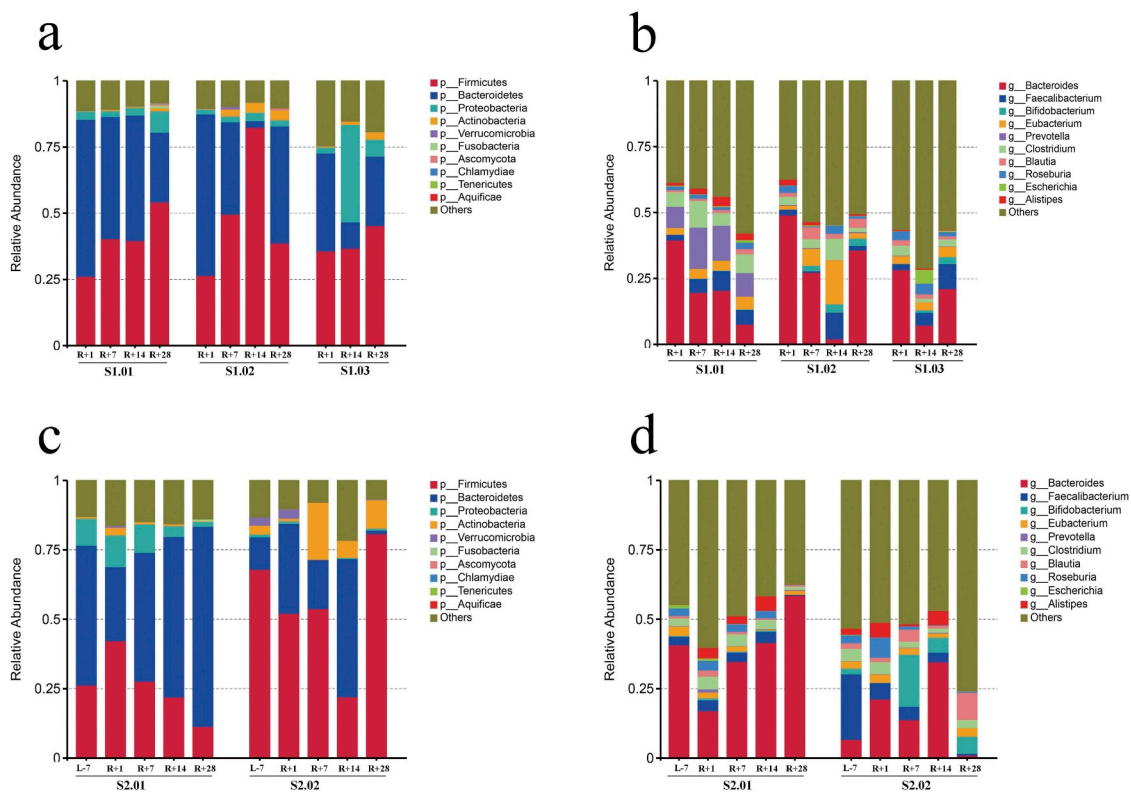 a
1
0.75
0.5
0.25
0
Relative Abundance
R+1 R+7 R+14 R+28
S1.01
R+1 R+7 R+14 R+28
S1.02
R+1 R+14 R+28
S1.03
p__Firmicutes
p__Bacteroidetes
p__Proteobacteria
p__Actinobacteria
p__Verrucomicrobia
p__Fusobacteria
p__Ascomycota
p__Chlamydiae
p__Tenericutes
p__Aquificae
Others
b
1
0.75
0.5
0.25
0
Relative Abundance
R+1 R+7 R+14 R+28
S1.01
R+1 R+7 R+14 R+28
S1.02
R+1 R+14 R+28
S1.03
g__Bacteroides
g__Faecalibacterium
g__Bifidobacterium
g__Eubacterium
g__Prevotella
g__Clostridium
g__Blautia
g__Roseburia
g__Escherichia
g__Alistipes
Others
c
1
0.75
0.5
0.25
0
Relative Abundance
L-7 R+1 R+7 R+14 R+28
S2.01
L-7 R+1 R+7 R+14 R+28
S2.02
p__Firmicutes
p__Bacteroidetes
p__Proteobacteria
p__Actinobacteria
p__Verrucomicrobia
p__Fusobacteria
p__Ascomycota
p__Chlamydiae
p__Tenericutes
p__Aquificae
Others
d
1
0.75
0.5
0.25
0
Relative Abundance
L-7 R+1 R+7 R+14 R+28
S2.01
L-7 R+1 R+7 R+14 R+28
S2.02
g__Bacteroides
g__Faecalibacterium
g__Bifidobacterium
g__Eubacterium
g__Prevotella
g__Clostridium
g__Blautia
g__Roseburia
g__Escherichia
g__Alistipes
Others